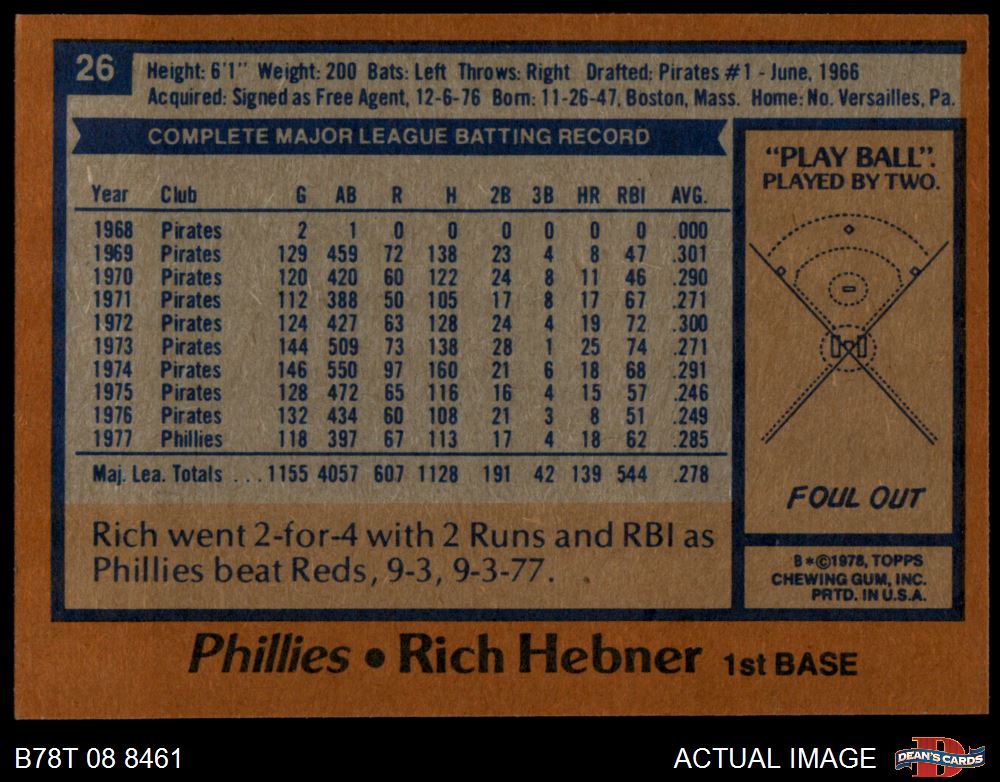 26
Height: 6'1" Weight: 200 Bats: Left Throws: Right Drafted: Pirates #1 - June, 1966
Acquired: Signed as Free Agent, 12-6-76 Born: 11-26-47, Boston, Mass. Home: No. Versailles, Pa.
COMPLETE MAJOR LEAGUE BATTING RECORD
Year Club G AB R H 2B 3B HR RBI AVG.
1968 Pirates 2 1 0 0 0 0 0 0 .000
1969 Pirates 129 459 72 138 23 4 8 47 .301
1970 Pirates 120 420 60 122 24 8 11 46 .290
1971 Pirates 112 388 50 105 17 8 17 67 .271
1972 Pirates 124 427 63 128 24 4 19 72 .300
1973 Pirates 144 509 73 138 28 1 25 74 .271
1974 Pirates 146 550 97 160 21 6 18 68 .291
1975 Pirates 128 472 65 116 16 4 15 57 .246
1976 Pirates 132 434 60 108 21 3 8 51 .249
1977 Phillies 118 397 67 113 17 4 18 62 .285
Maj. Lea. Totals ... 1155 4057 607 1128 191 42 139 544 .278
Rich went 2-for-4 with 2 Runs and RBI as
Phillies beat Reds, 9-3, 9-3-77.
"PLAY BALL".
PLAYED BY TWO.
FOUL OUT
B*©1978, TOPPS
CHEWING GUM, INC.
PRTD. IN U.S.A.
Phillies • Rich Hebner 1st BASE
B78T 08 8461
ACTUAL IMAGE
D
DEAN'S CARDS